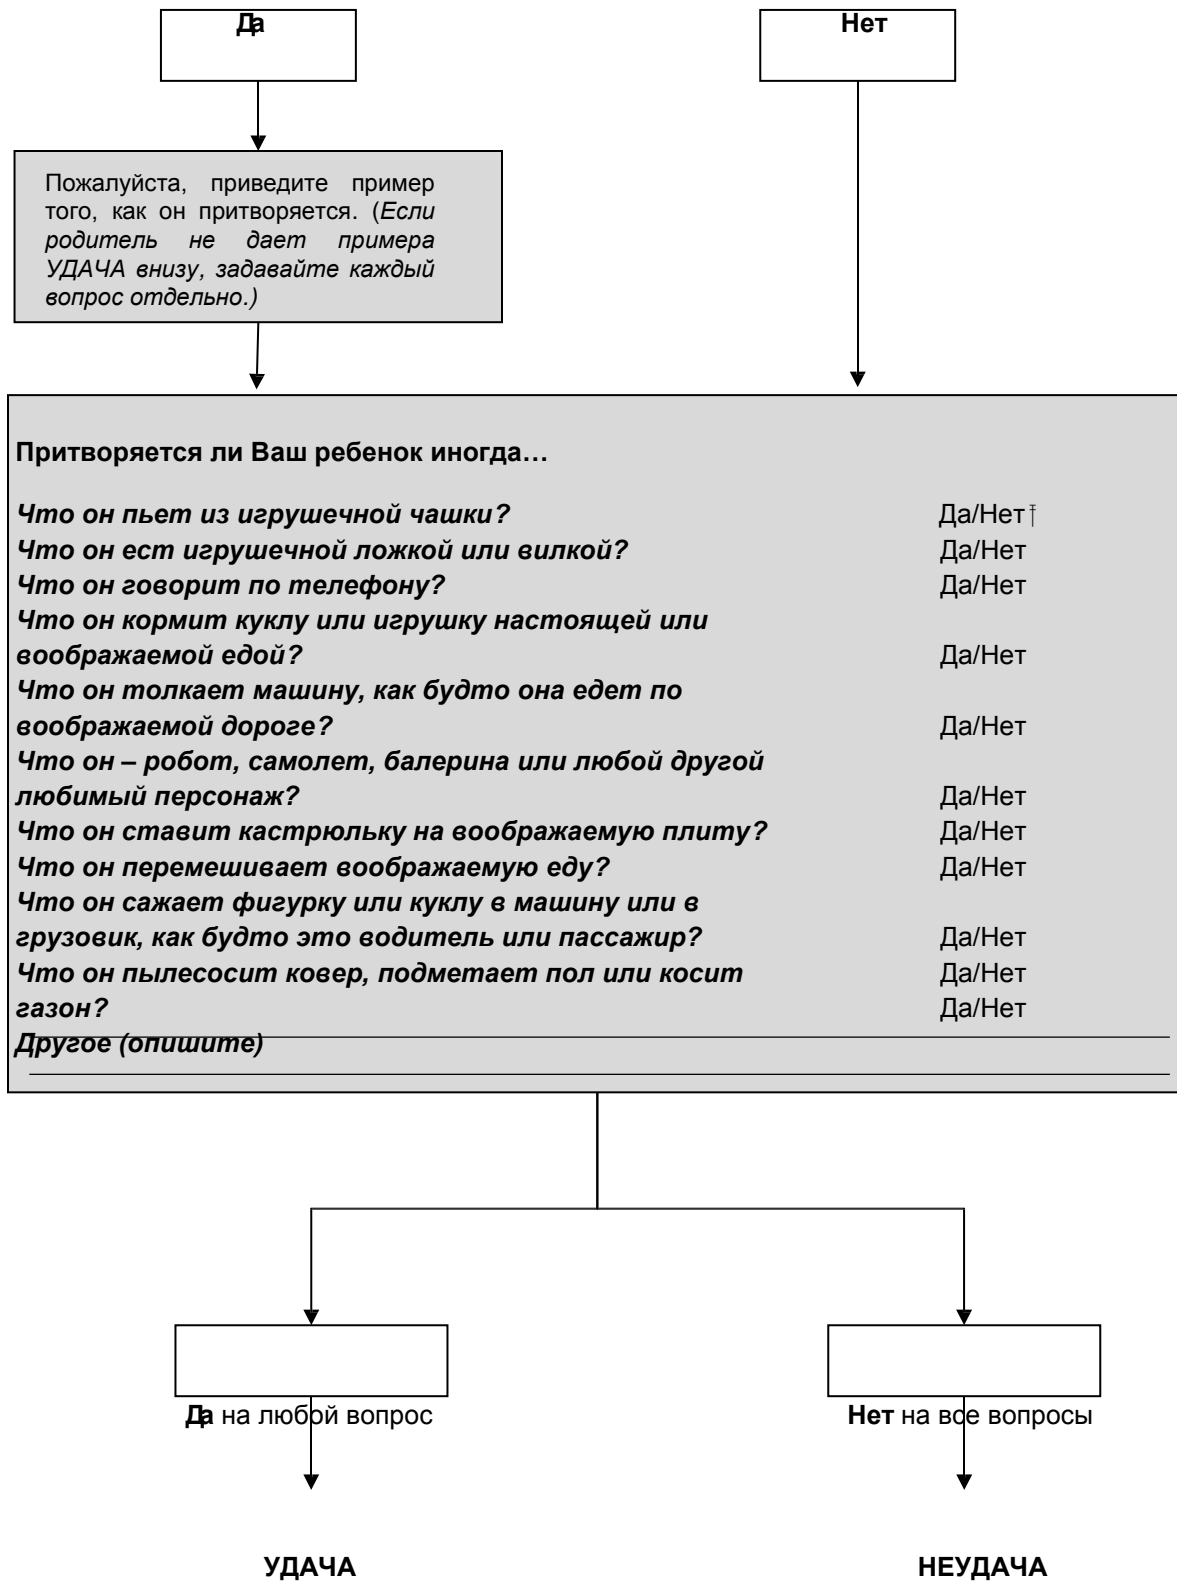 Да
Нет
Пожалуйста, приведите пример
того, как он притворяется. (Если
родитель не дает примера
УДАЧА внизу, задавайте каждый
вопрос отдельно.)
Притворяется ли Ваш ребенок иногда…
Что он пьет из игрушечной чашки? Да/Нет†
Что он ест игрушечной ложкой или вилкой? Да/Нет
Что он говорит по телефону? Да/Нет
Что он кормит куклу или игрушку настоящей или
воображаемой едой? Да/Нет
Что он толкает машину, как будто она едет по
воображаемой дороге? Да/Нет
Что он – робот, самолет, балерина или любой другой
любимый персонаж? Да/Нет
Что он ставит кастрюльку на воображаемую плиту? Да/Нет
Что он перемешивает воображаемую еду? Да/Нет
Что он сажает фигурку или куклу в машину или в
грузовик, как будто это водитель или пассажир? Да/Нет
Что он пылесосит ковер, подметает пол или косит Да/Нет
газон? Да/Нет
Другое (опишите)
Да на любой вопрос
Нет на все вопросы
УДАЧА
НЕУДАЧА